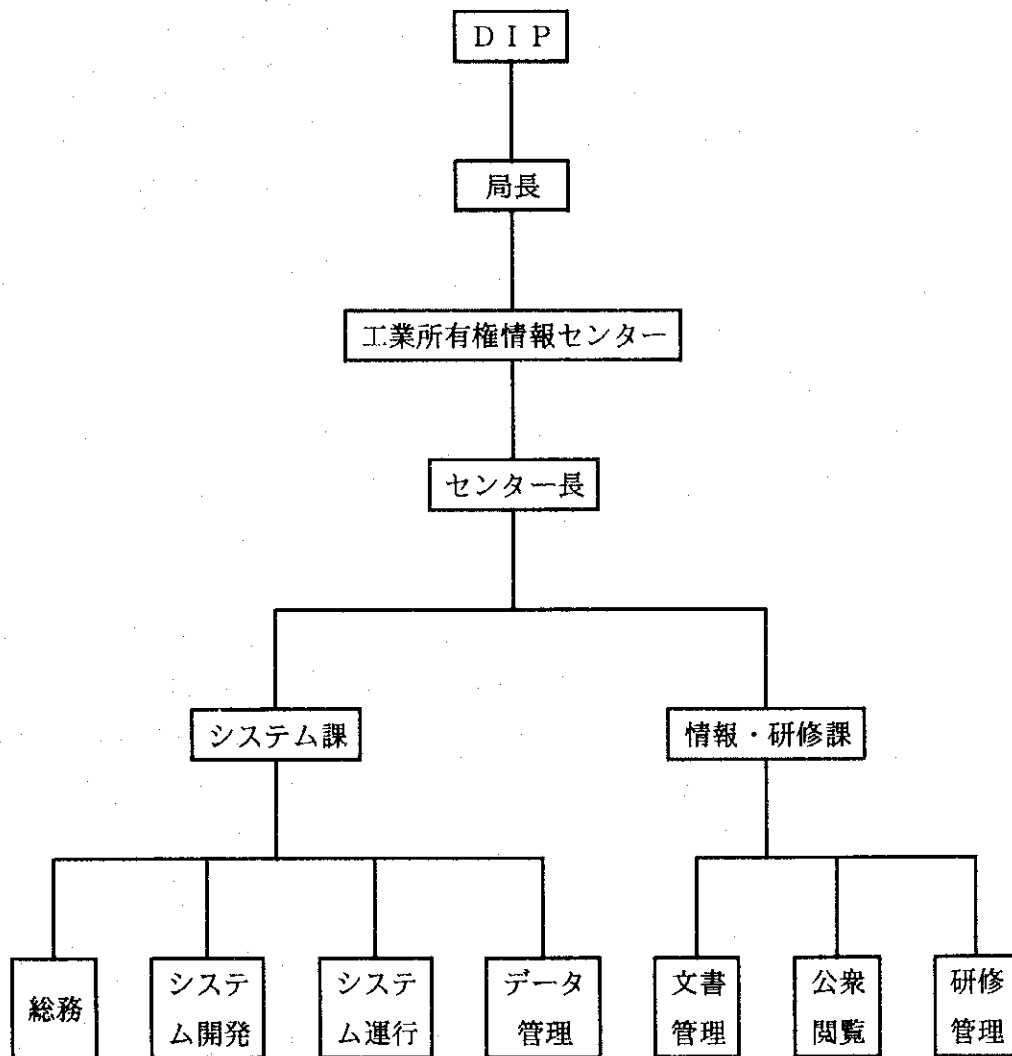 ＤＩＰ
局長
工業所有権情報センター
センター長
システム課
情報・研修課
総務
システ
ム開発
システ
ム運行
データ
管理
文書
管理
公衆
閲覧
研修
管理